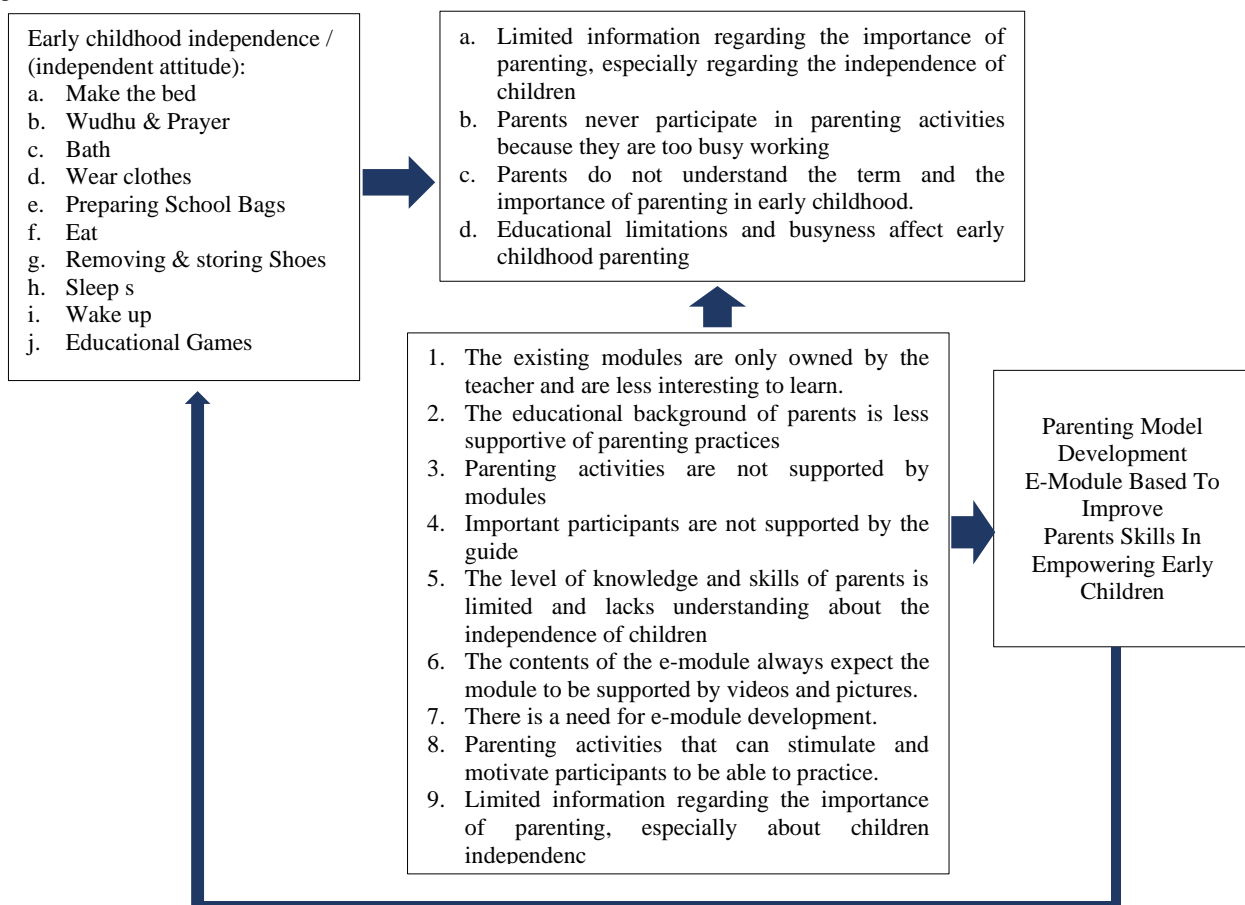 Early childhood independence /
(independent attitude):
a. Make the bed
b. Wudhu & Prayer
c. Bath
d. Wear clothes
e. Preparing School Bags
f. Eat
g. Removing & storing Shoes
h. Sleep s
i. Wake up
j. Educational Games
a. Limited information regarding the importance of
parenting, especially regarding the independence of
children
b. Parents never participate in parenting activities
because they are too busy working
c. Parents do not understand the term and the
importance of parenting in early childhood.
d. Educational limitations and busyness affect early
childhood parenting
1. The existing modules are only owned by the
teacher and are less interesting to learn.
2. The educational background of parents is less
supportive of parenting practices
3. Parenting activities are not supported by
modules
4. Important participants are not supported by the
guide
5. The level of knowledge and skills of parents is
limited and lacks understanding about the
independence of children
6. The contents of the e-module always expect the
module to be supported by videos and pictures.
7. There is a need for e-module development.
8. Parenting activities that can stimulate and
motivate participants to be able to practice.
9. Limited information regarding the importance
of parenting, especially about children
independenc
Parenting Model
Development
E-Module Based To
Improve
Parents Skills In
Empowering Early
Children